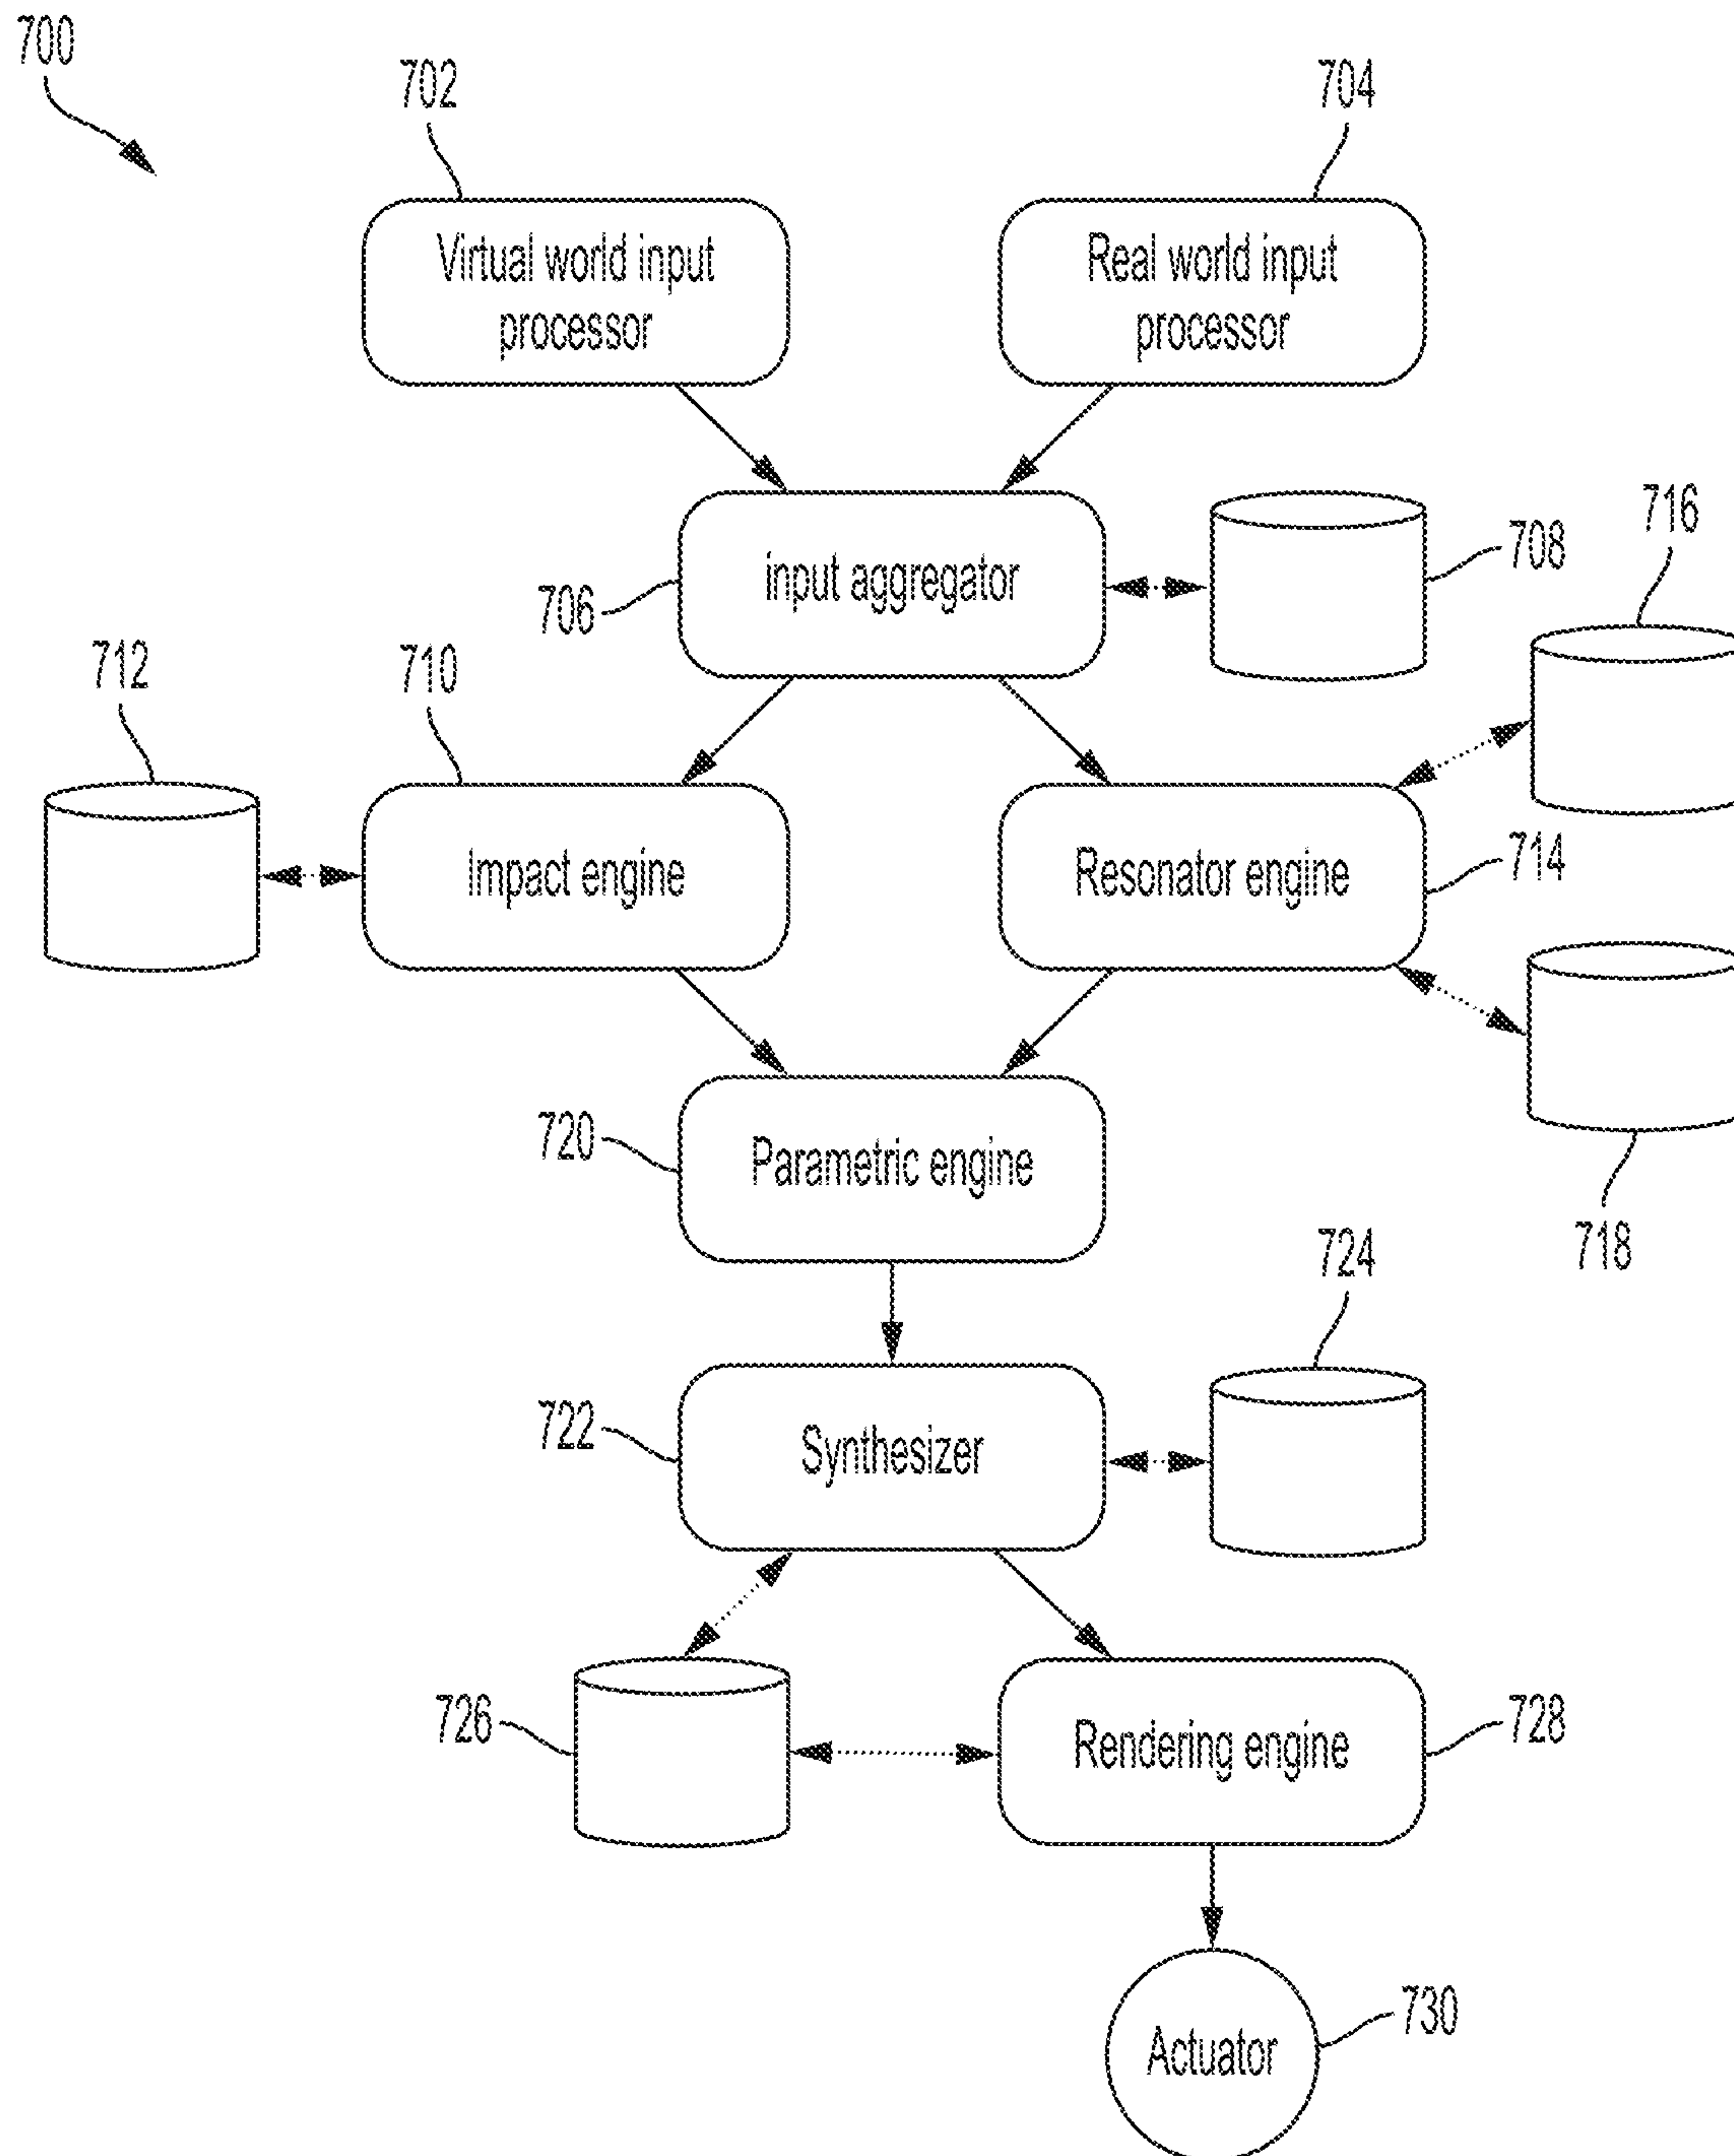 700
702
704
Virtual world input
processor
Real world input
processor
716
708
input aggregator
706
712
710
Impact engine
Resonator engine
714
720
Parametric engine
718
724
722
Synthesizer
726
Rendering engine
728
Actuator
730